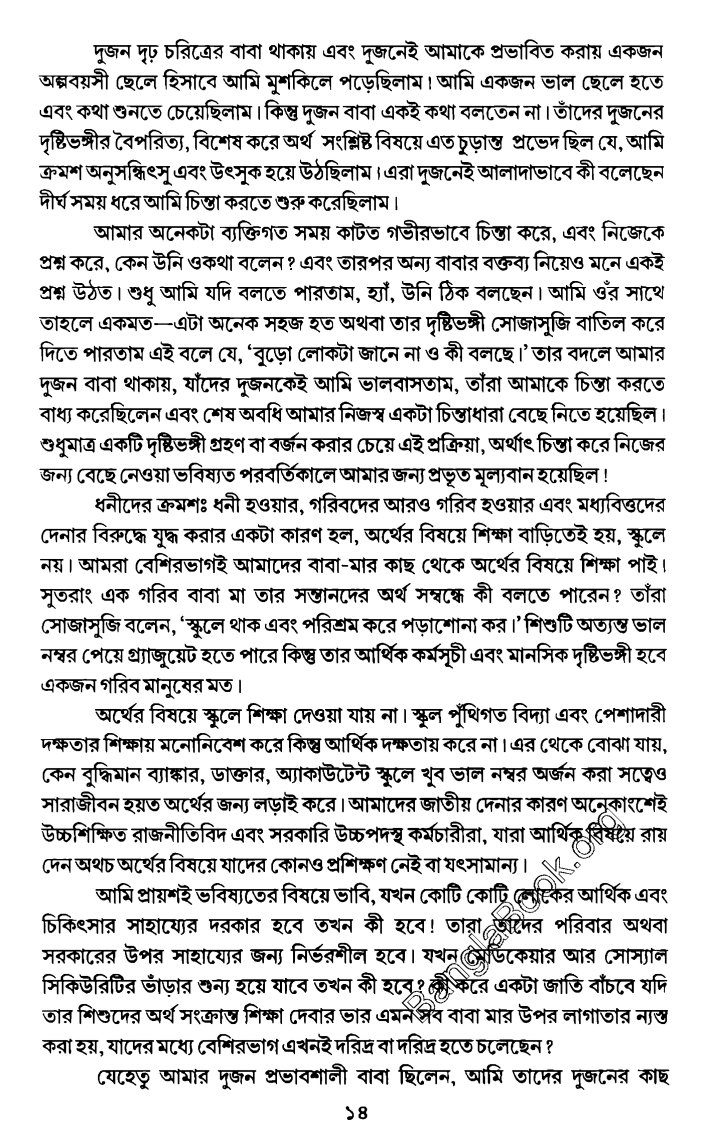 দুজন দৃঢ় চরিত্রের বাবা থাকায় এবং দুজনেই আমাকে প্রভাবিত করায় একজন
অল্পবয়সী ছেলে হিসাবে আমি মুশকিলে পড়েছিলাম। আমি একজন ভাল ছেলে হতে
এবং কথা শুনতে চেয়েছিলাম। কিন্তু দুজন বাবা একই কথা বলতেন না। তাঁদের দুজনের
দৃষ্টিভঙ্গীর বৈপরিত্য, বিশেষ করে অর্থ সংশ্লিষ্ট বিষয়ে এত চূড়ান্ত প্রভেদ ছিল যে, আমি
ক্রমশ অনুসন্ধিৎসু এবং উৎসুক হয়ে উঠছিলাম। এরা দুজনেই আলাদাভাবে কী বলেছেন
দীর্ঘ সময় ধরে আমি চিন্তা করতে শুরু করেছিলাম।
আমার অনেকটা ব্যক্তিগত সময় কাটত গভীরভাবে চিন্তা করে, এবং নিজেকে
প্রশ্ন করে, কেন উনি ওকথা বলেন? এবং তারপর অন্য বাবার বক্তব্য নিয়েও মনে একই
প্রশ্ন উঠত। শুধু আমি যদি বলতে পারতাম, হ্যাঁ, উনি ঠিক বলছেন। আমি ওঁর সাথে
তাহলে একমত—এটা অনেক সহজ হত অথবা তার দৃষ্টিভঙ্গী সোজাসুজি বাতিল করে
দিতে পারতাম এই বলে যে, ‘বুড়ো লোকটা জানে না ও কী বলছে।’ তার বদলে আমার
দুজন বাবা থাকায়, যাঁদের দুজনকেই আমি ভালবাসতাম, তাঁরা আমাকে চিন্তা করতে
বাধ্য করেছিলেন এবং শেষ অবধি আমার নিজস্ব একটা চিন্তাধারা বেছে নিতে হয়েছিল।
শুধুমাত্র একটি দৃষ্টিভঙ্গী গ্রহণ বা বর্জন করার চেয়ে এই প্রক্রিয়া, অর্থাৎ চিন্তা করে নিজের
জন্য বেছে নেওয়া ভবিষ্যত পরবর্তিকালে আমার জন্য প্রভূত মূল্যবান হয়েছিল!
ধনীদের ক্রমশঃ ধনী হওয়ার, গরিবদের আরও গরিব হওয়ার এবং মধ্যবিত্তদের
দেনার বিরুদ্ধে যুদ্ধ করার একটা কারণ হল, অর্থের বিষয়ে শিক্ষা বাড়িতেই হয়, স্কুলে
নয়। আমরা বেশিরভাগই আমাদের বাবা-মার কাছ থেকে অর্থের বিষয়ে শিক্ষা পাই।
সুতরাং এক গরিব বাবা মা তার সন্তানদের অর্থ সম্বন্ধে কী বলতে পারেন? তাঁরা
সোজাসুজি বলেন, ‘স্কুলে থাক এবং পরিশ্রম করে পড়াশোনা কর।’ শিশুটি অত্যন্ত ভাল
নম্বর পেয়ে গ্র্যাজুয়েট হতে পারে কিন্তু তার আর্থিক কর্মসূচী এবং মানসিক দৃষ্টিভঙ্গী হবে
একজন গরিব মানুষের মত।
অর্থের বিষয়ে স্কুলে শিক্ষা দেওয়া যায় না। স্কুল পুঁথিগত বিদ্যা এবং পেশাদারী
দক্ষতার শিক্ষায় মনোনিবেশ করে কিন্তু আর্থিক দক্ষতায় করে না। এর থেকে বোঝা যায়,
কেন বুদ্ধিমান ব্যাঙ্কার, ডাক্তার, অ্যাকাউটেন্ট স্কুলে খুব ভাল নম্বর অর্জন করা সত্বেও
সারাজীবন হয়ত অর্থের জন্য লড়াই করে। আমাদের জাতীয় দেনার কারণ অনেকাংশেই
উচ্চশিক্ষিত রাজনীতিবিদ এবং সরকারি উচ্চপদস্থ কর্মচারীরা, যারা আর্থিক বিষয়ে রায়
দেন অথচ অর্থের বিষয়ে যাদের কোনও প্রশিক্ষণ নেই বা যৎসামান্য।
আমি প্রায়শই ভবিষ্যতের বিষয়ে ভাবি, যখন কোটি কোটি লোকের আর্থিক এবং
চিকিৎসার সাহায্যের দরকার হবে তখন কী হবে! তারা তাঁদের পরিবার অথবা
সরকারের উপর সাহায্যের জন্য নির্ভরশীল হবে। যখন মেডিকেয়ার আর সোস্যাল
সিকিউরিটির ভাঁড়ার শুন্য হয়ে যাবে তখন কী হবে? কী করে একটা জাতি বাঁচবে যদি
তার শিশুদের অর্থ সংক্রান্ত শিক্ষা দেবার ভার এমন সব বাবা মার উপর লাগাতার ন্যস্ত
করা হয়, যাদের মধ্যে বেশিরভাগ এখনই দরিদ্র বা দরিদ্র হতে চলেছেন?
যেহেতু আমার দুজন প্রভাবশালী বাবা ছিলেন, আমি তাদের দুজনের কাছ
১৪
BanglaBook.org